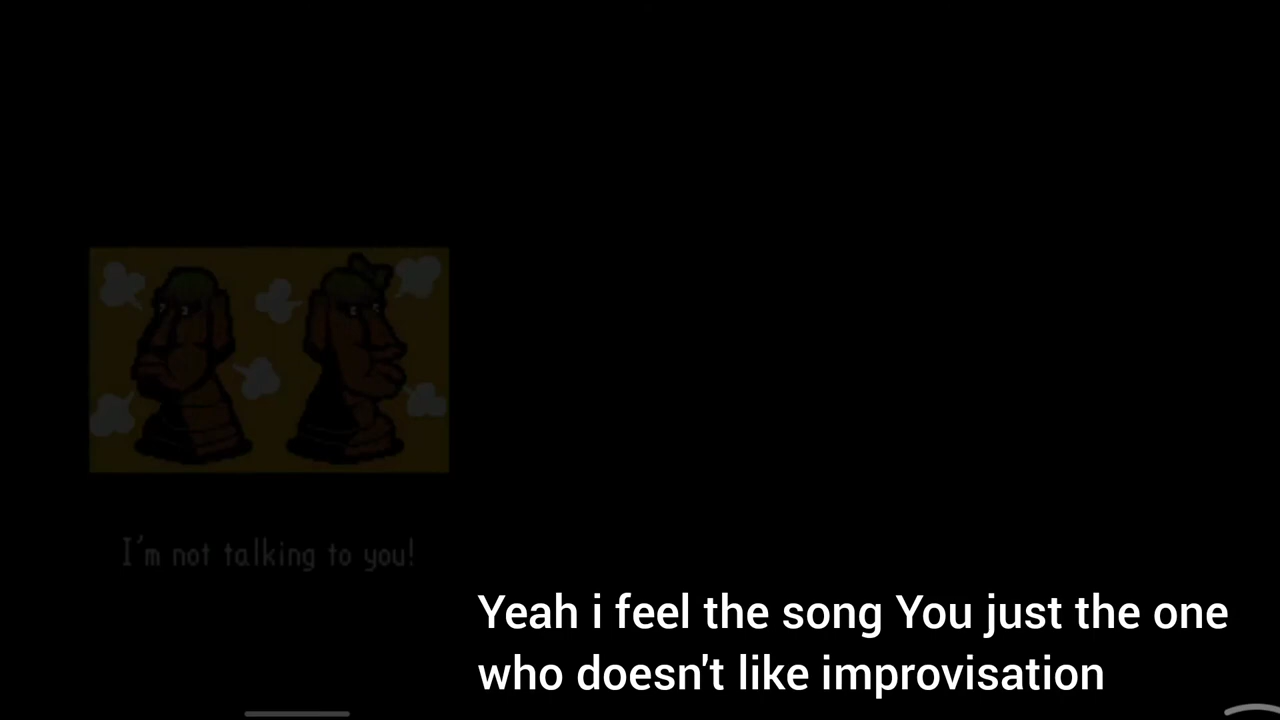 I'm not talking to you!
Yeah i feel the song You just the one
who doesn't like improvisation